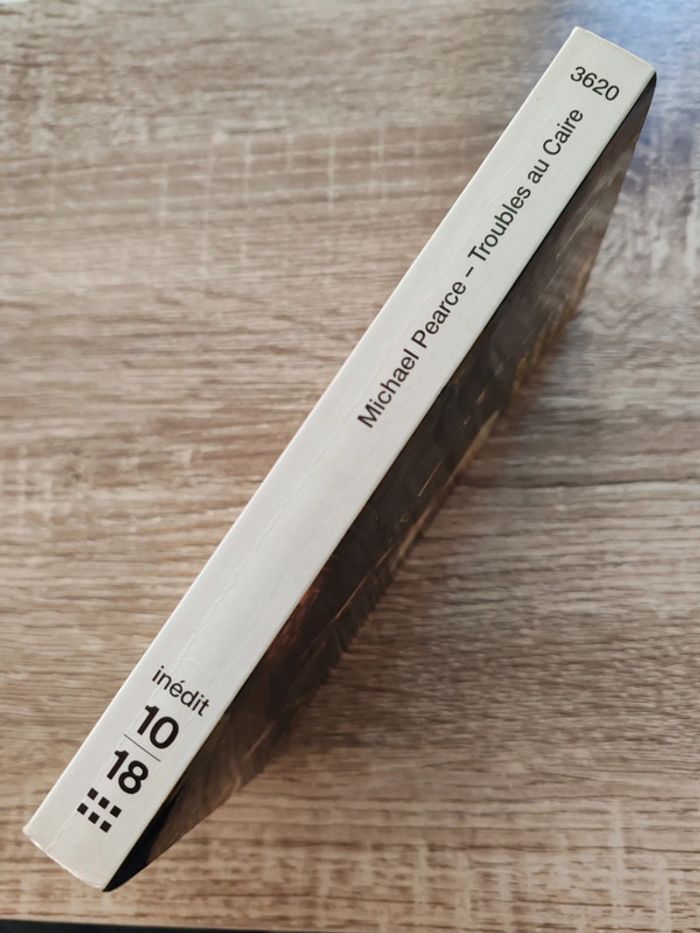 3620
Michael Pearce – Troubles au Caire
inédit
10
18